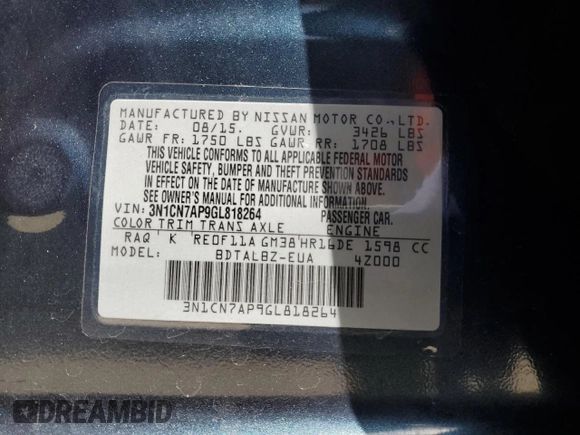 MANUFACTURED BY NISSAN MOTOR CO.,LTD.
DATE: 08/15. GVWR: 3426 LBS
GAWR FR: 1750 LBS GAWR RR: 1708 LBS
THIS VEHICLE CONFORMS TO ALL APPLICABLE FEDERAL MOTOR
VEHICLE SAFETY, BUMPER AND THEFT PREVENTION STANDARDS
IN EFFECT ON THE DATE OF MANUFACTURE SHOWN ABOVE.
SEE OWNER'S MANUAL FOR ADDITIONAL INFORMATION
VIN: 3N1CN7AP9GL818264 PASSENGER CAR.
COLOR TRIM TRANS AXLE ENGINE
RAQ' K RE0F11A GM38 HR16DE 1598 CC
MODEL: BDTALBZ-EUA 4Z000
3N1CN7AP9GL818264
DREAMBID